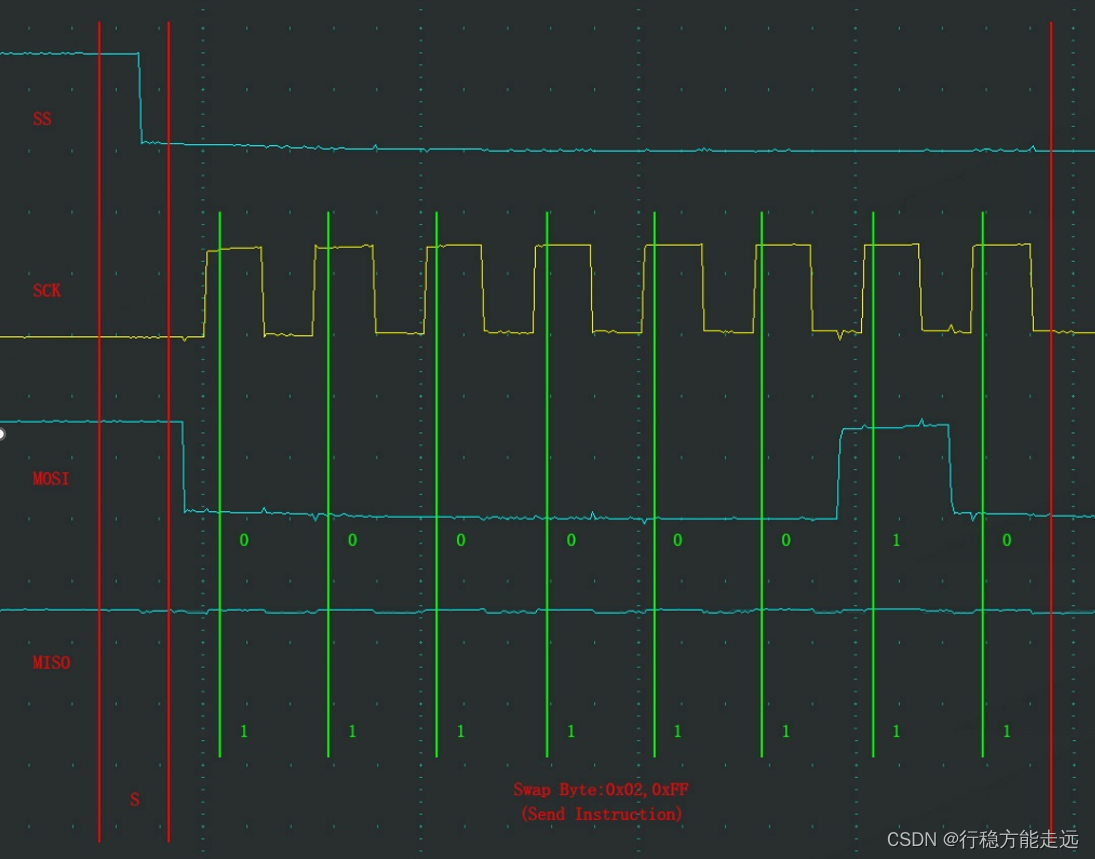 SS
SCK
MOSI
0 0 0 0 0 0 1 0
MISO
1 1 1 1 1 1 1 1
S
Swap Byte:0x02,0xFF
(Send Instruction)
CSDN @行稳方能走远